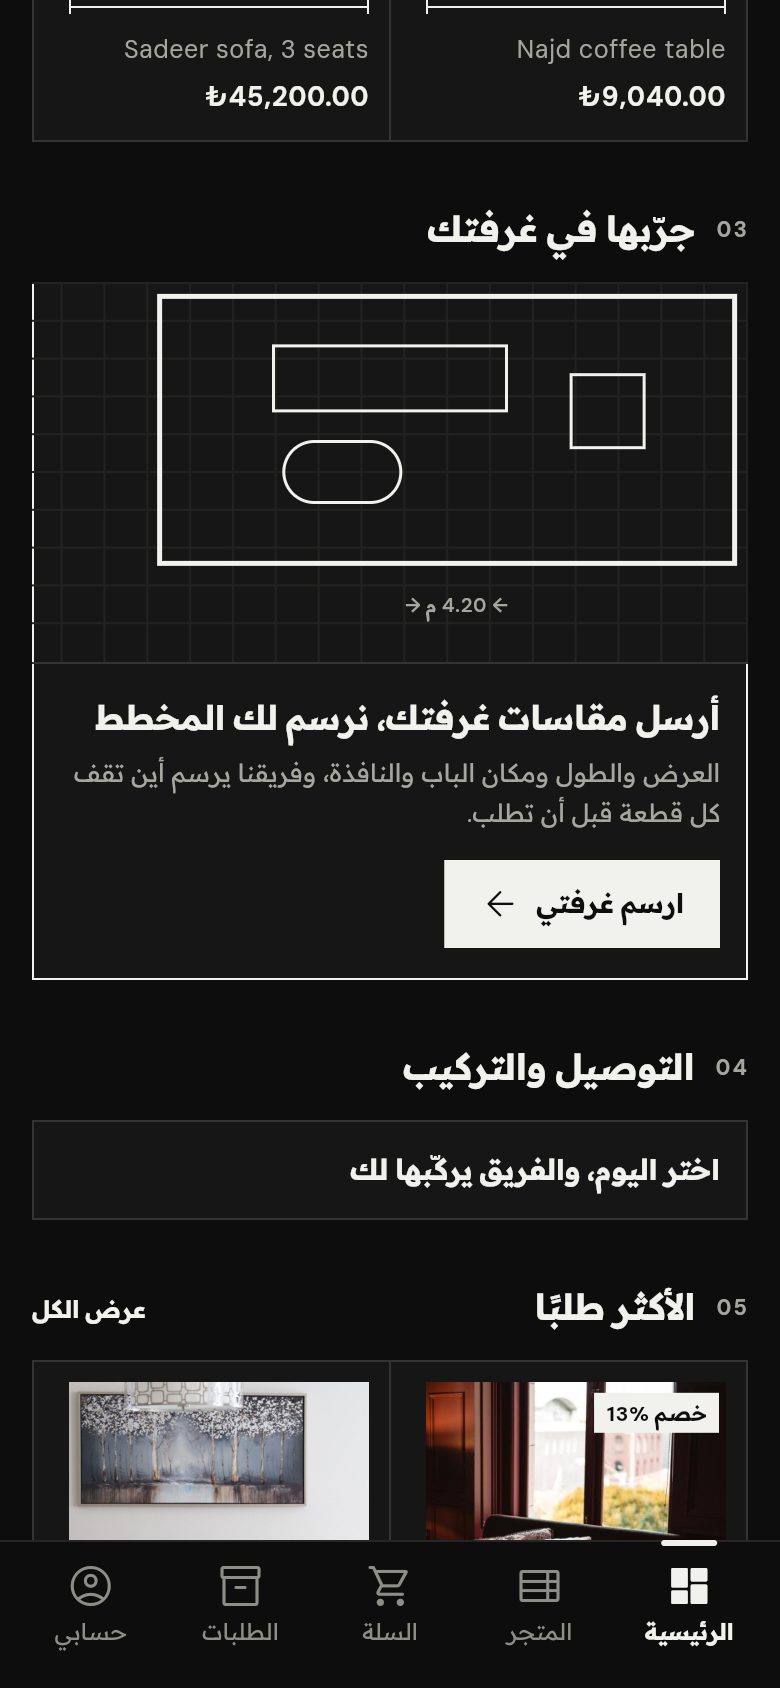 Najd coffee table
₺9,040.00
Sadeer sofa, 3 seats
₺45,200.00
03 جرّبها في غرفتك
← 4.20 م →
أرسل مقاسات غرفتك، نرسم لك المخطط
العرض والطول ومكان الباب والنافذة، وفريقنا يرسم أين تقف
كل قطعة قبل أن تطلب.
ارسم غرفتي ←
04 التوصيل والتركيب
اختر اليوم، والفريق يركّبها لك
05 الأكثر طلبًا
عرض الكل
خصم 13%
الرئيسية
المتجر
السلة
الطلبات
حسابي